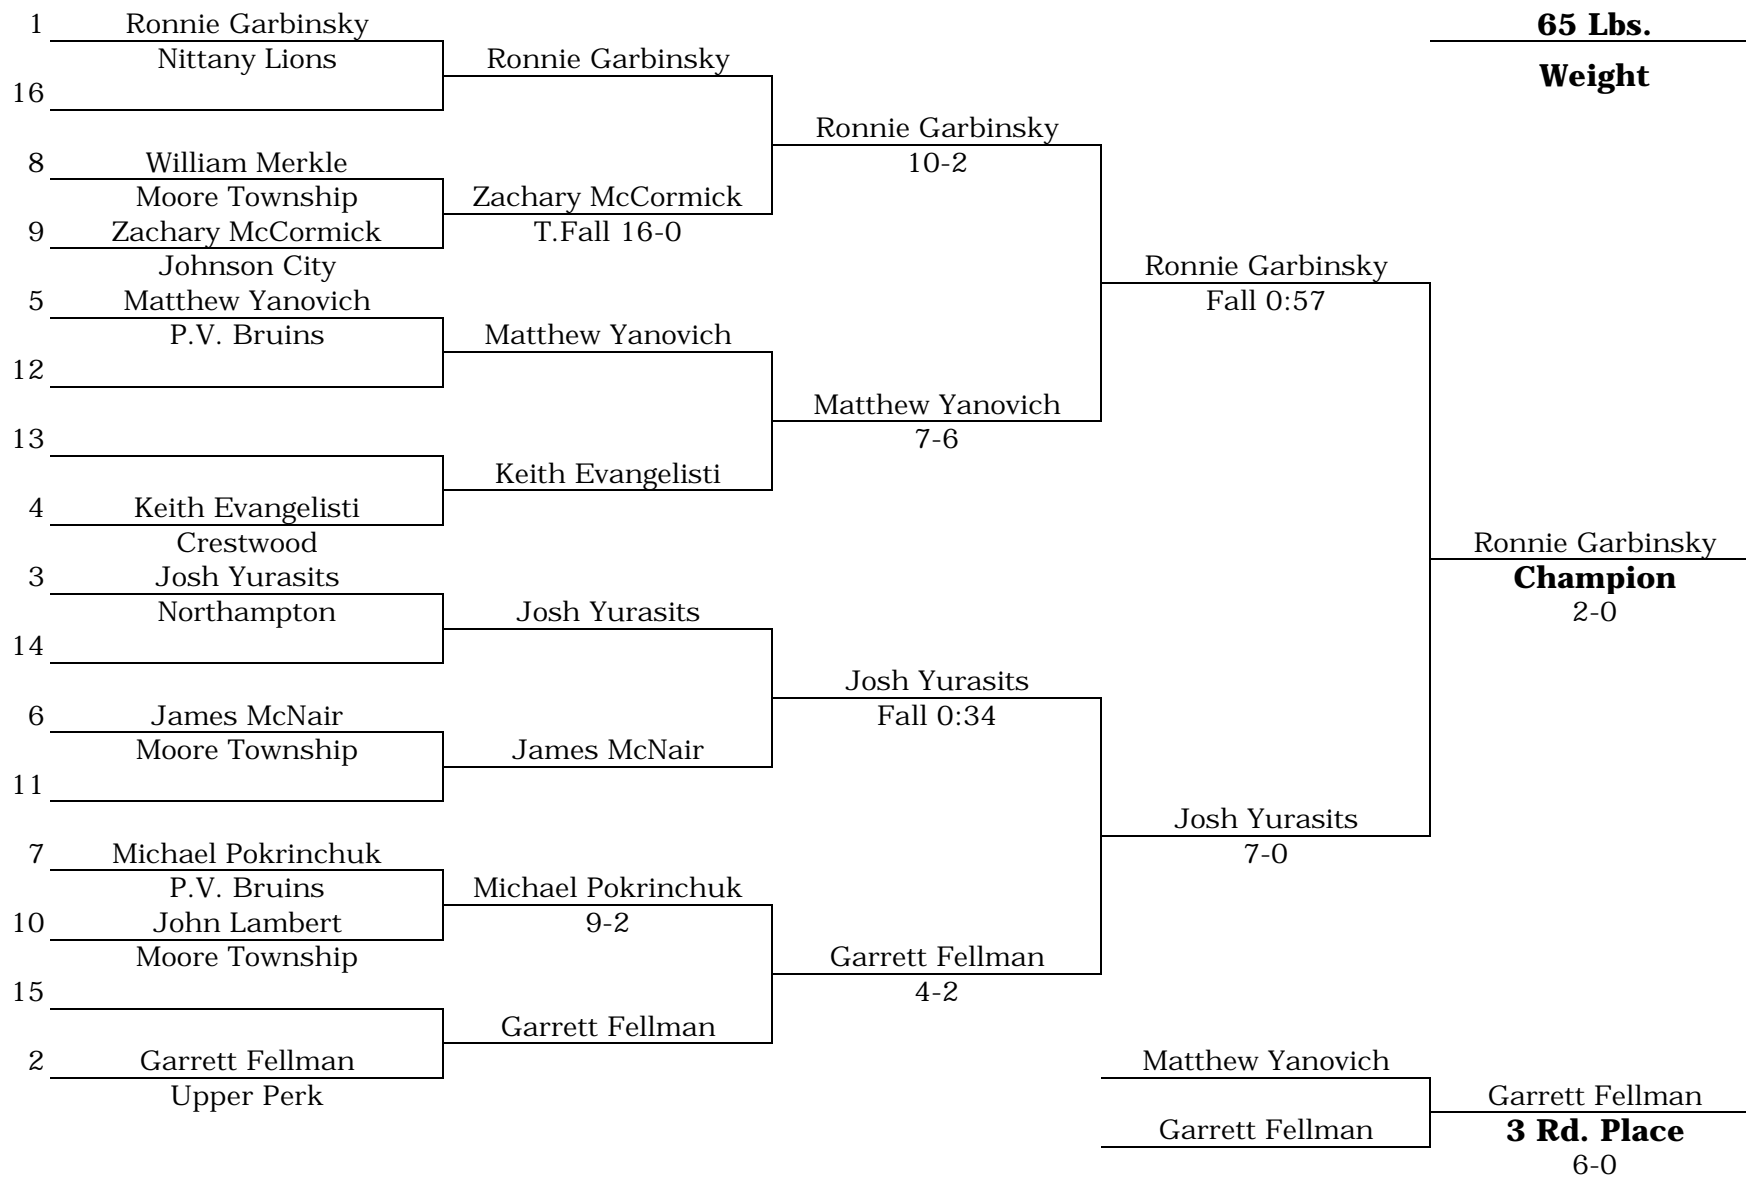 1 Ronnie Garbinsky
Nittany Lions
16
8 William Merkle
Moore Township
9 Zachary McCormick
Johnson City
5 Matthew Yanovich
P.V. Bruins
12
13
4 Keith Evangelisti
Crestwood
3 Josh Yurasits
Northampton
14
6 James McNair
Moore Township
11
7 Michael Pokrinchuk
P.V. Bruins
10 John Lambert
Moore Township
15
2 Garrett Fellman
Upper Perk
Ronnie Garbinsky
Zachary McCormick
T.Fall 16-0
Matthew Yanovich
Keith Evangelisti
Josh Yurasits
James McNair
Michael Pokrinchuk
9-2
Garrett Fellman
Ronnie Garbinsky
10-2
Matthew Yanovich
7-6
Josh Yurasits
Fall 0:34
Garrett Fellman
4-2
Ronnie Garbinsky
Fall 0:57
Josh Yurasits
7-0
Matthew Yanovich
Garrett Fellman
65 Lbs.
Weight
Ronnie Garbinsky
Champion
2-0
Garrett Fellman
3 Rd. Place
6-0